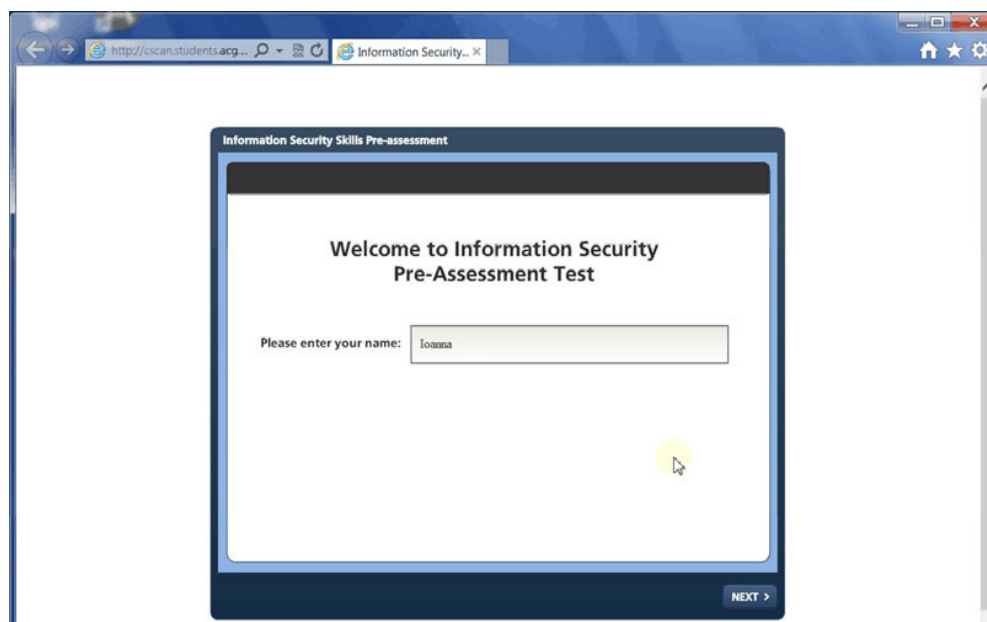 http://cscan.students.acg...
Information Security...
Information Security Skills Pre-assessment
Welcome to Information Security
Pre-Assessment Test
Please enter your name: Ioanna
NEXT >